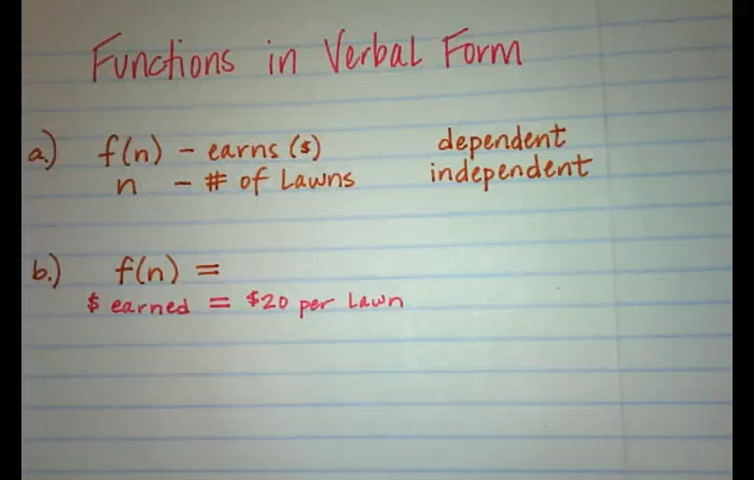 Functions in Verbal Form
a.) f(n) - earns ($) dependent
n - # of Lawns independent
b.) f(n) =
$ earned = $20 per Lawn